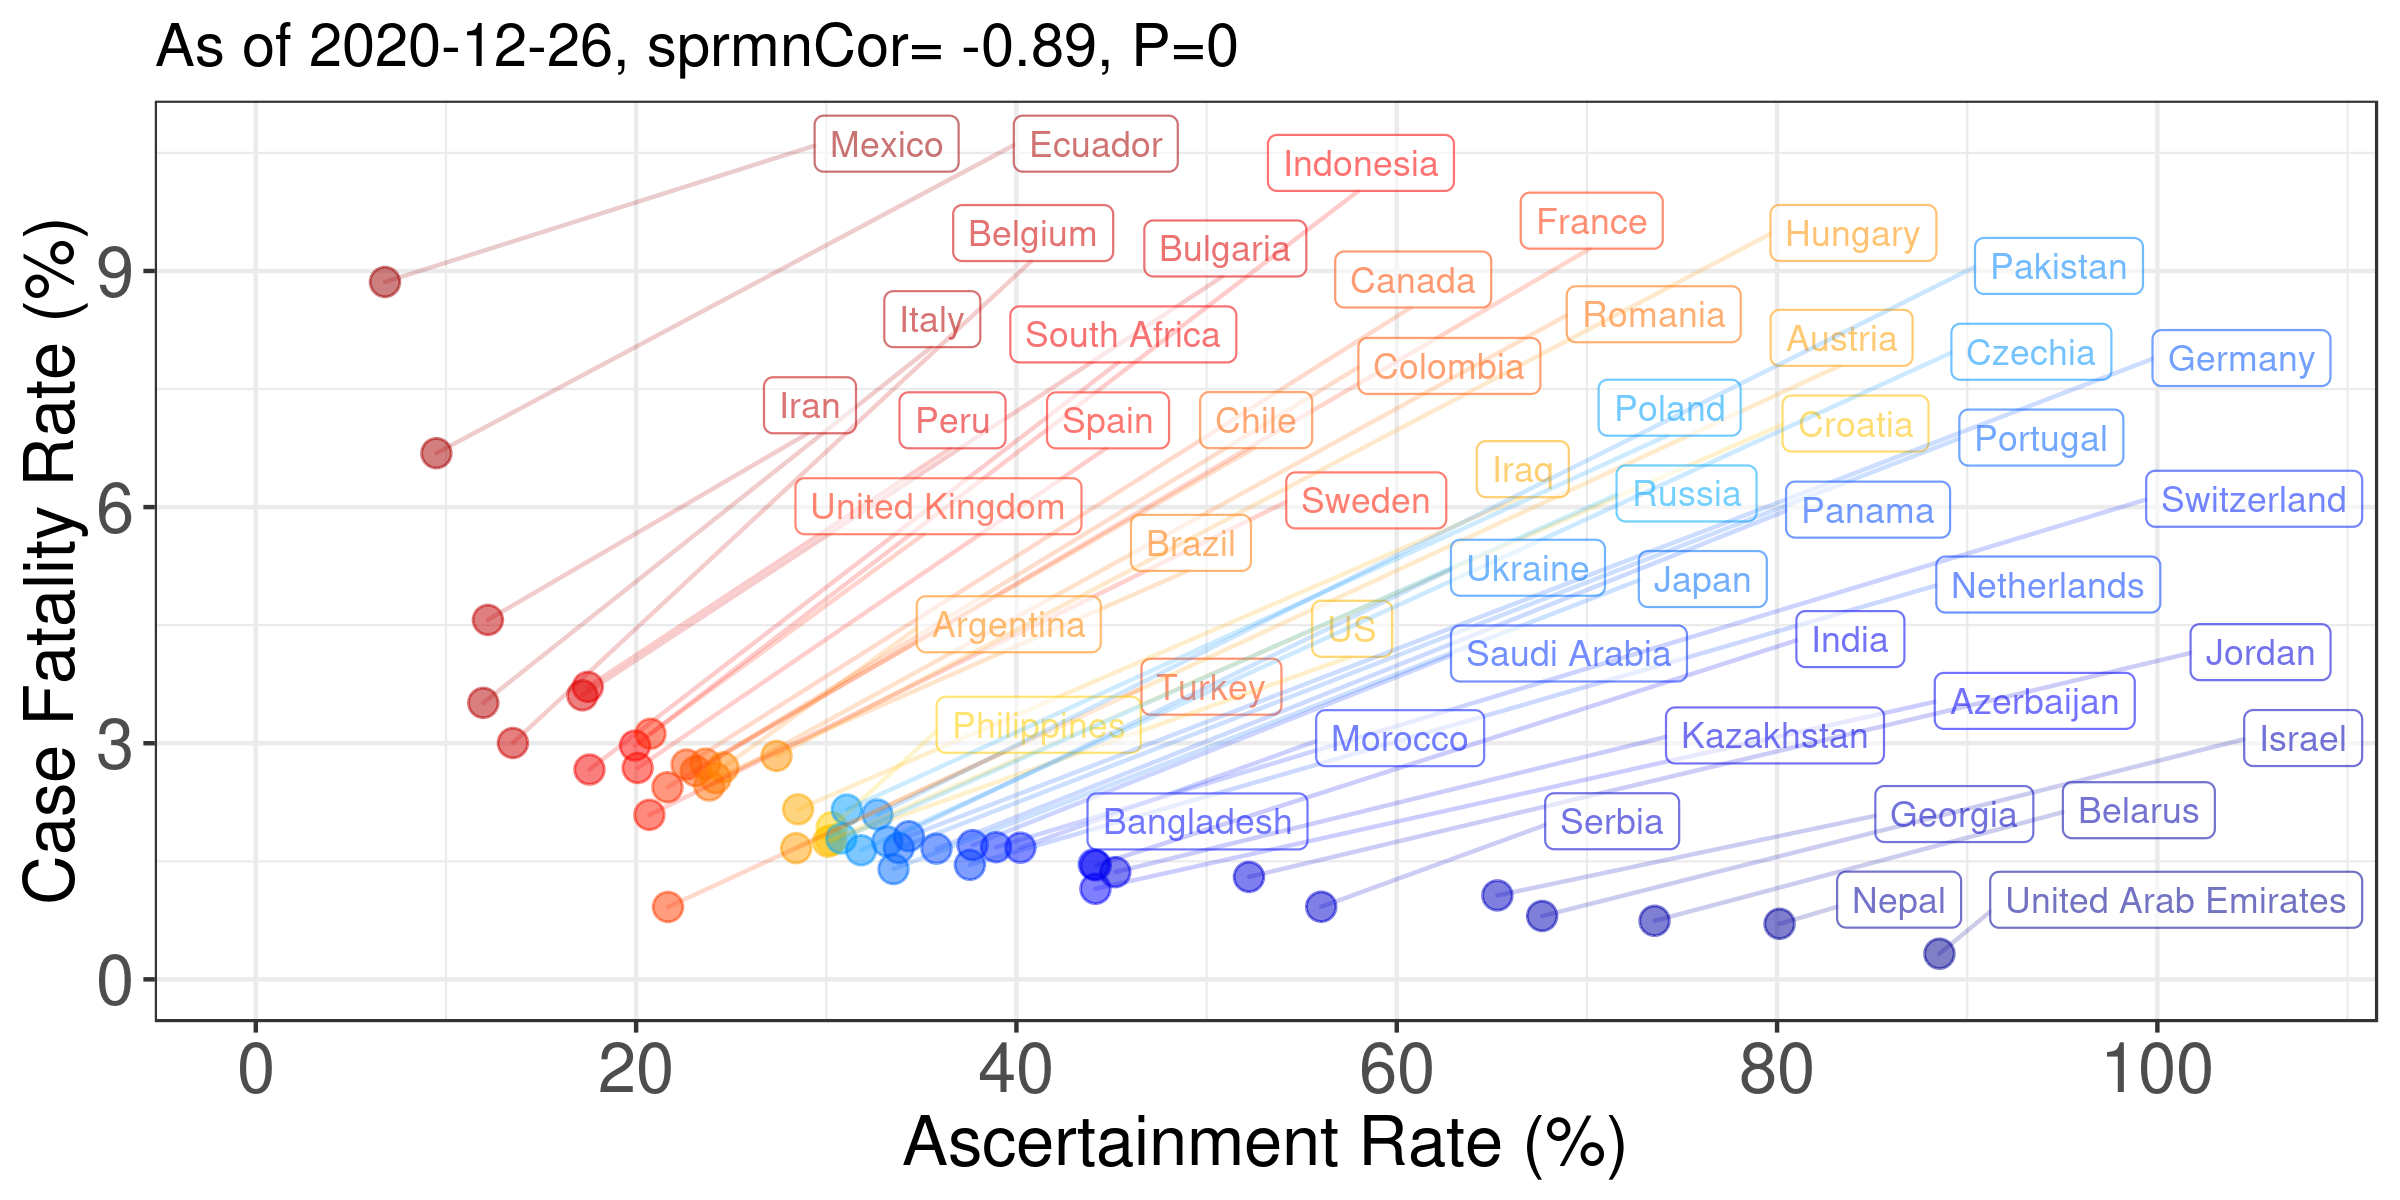 As of 2020-12-26, sprmnCor= -0.89, P=0
Mexico
Ecuador
Indonesia
France
Hungary
Belgium
Bulgaria
Pakistan
Canada
Italy
Romania
South Africa
Austria
Czechia
Germany
Colombia
Iran
Peru
Spain
Chile
Poland
Croatia
Portugal
Iraq
Russia
United Kingdom
Sweden
Switzerland
Panama
Brazil
Ukraine
Japan
Netherlands
Argentina
US
India
Saudi Arabia
Jordan
Turkey
Azerbaijan
Philippines
Morocco
Kazakhstan
Israel
Bangladesh
Serbia
Georgia
Belarus
Nepal
United Arab Emirates
9
6
3
0
Case Fatality Rate (%)
0
20
40
60
80
100
Ascertainment Rate (%)